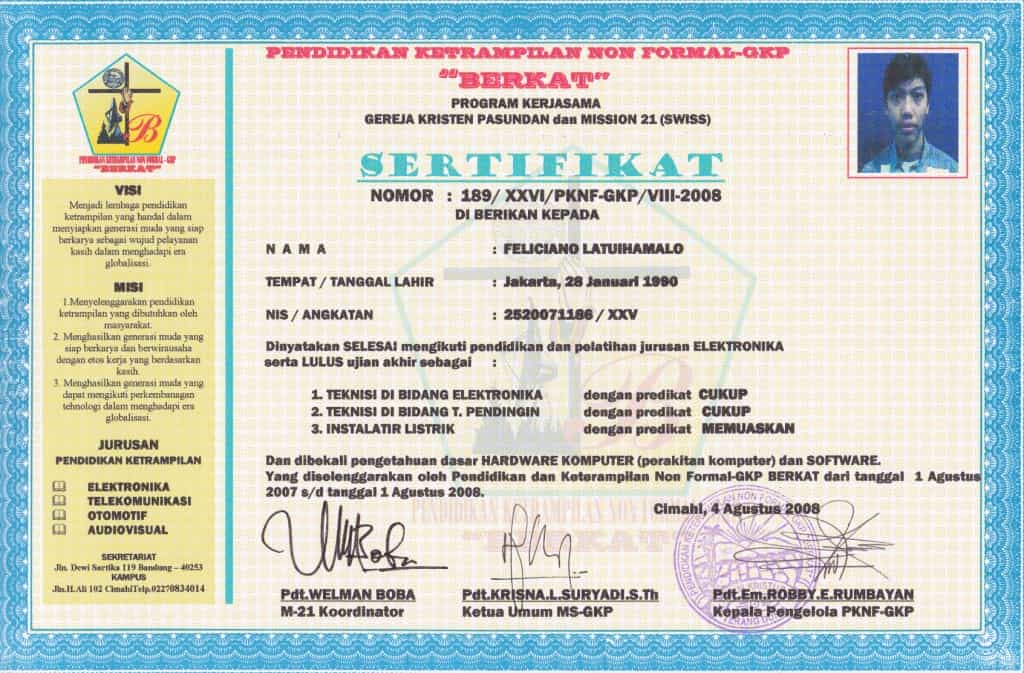 PENDIDIKAN KETRAMPILAN NON FORMAL-GKP
"BERKAT"
PROGRAM KERJASAMA
GEREJA KRISTEN PASUNDAN dan MISSION 21 (SWISS)
SERTIFIKAT
NOMOR : 189/ XXVI/PKNF-GKP/VIII-2008
DI BERIKAN KEPADA
N A M A : FELICIANO LATUIHAMALO
TEMPAT / TANGGAL LAHIR : Jakarta, 28 Januari 1990
NIS / ANGKATAN : 2520071186 / XXV
Dinyatakan SELESAI mengikuti pendidikan dan pelatihan jurusan ELEKTRONIKA
serta LULUS ujian akhir sebagai :
1. TEKNISI DI BIDANG ELEKTRONIKA dengan predikat CUKUP
2. TEKNISI DI BIDANG T. PENDINGIN dengan predikat CUKUP
3. INSTALATIR LISTRIK dengan predikat MEMUASKAN
Dan dibekali pengetahuan dasar HARDWARE KOMPUTER (perakitan komputer) dan SOFTWARE.
Yang diselenggarakan oleh Pendidikan dan Keterampilan Non Formal-GKP BERKAT dari tanggal 1 Agustus
2007 s/d tanggal 1 Agustus 2008.
Cimahi, 4 Agustus 2008
Pdt.WELMAN BOBA
M-21 Koordinator
Pdt.KRISNA.L.SURYADI.S.Th
Ketua Umum MS-GKP
Pdt.Em.ROBBY.E.RUMBAYAN
Kepala Pengelola PKNF-GKP
B
PENDIDIKAN KETRAMPILAN NON FORMAL - GKP
"BERKAT"
VISI
Menjadi lembaga pendidikan
ketrampilan yang handal dalam
menyiapkan generasi muda yang siap
berkarya sebagai wujud pelayanan
kasih dalam menghadapi era
globalisasi.
MISI
1.Menyelenggarakan pendidikan
ketrampilan yang dibutuhkan oleh
masyarakat.
2. Menghasilkan generasi muda yang
siap berkarya dan berwirausaha
dengan etos kerja yang berdasarkan
kasih.
3. Menghasilkan generasi muda yang
dapat mengikuti perkembanagan
tehnologi dalam menghadapi era
globalisasi.
JURUSAN
PENDIDIKAN KETRAMPILAN
ELEKTRONIKA
TELEKOMUNIKASI
OTOMOTIF
AUDIOVISUAL
SEKRETARIAT
Jln. Dewi Sartika 119 Bandung – 40253
KAMPUS
Jln.H.Ali 102 CimahiTelp.02270834014